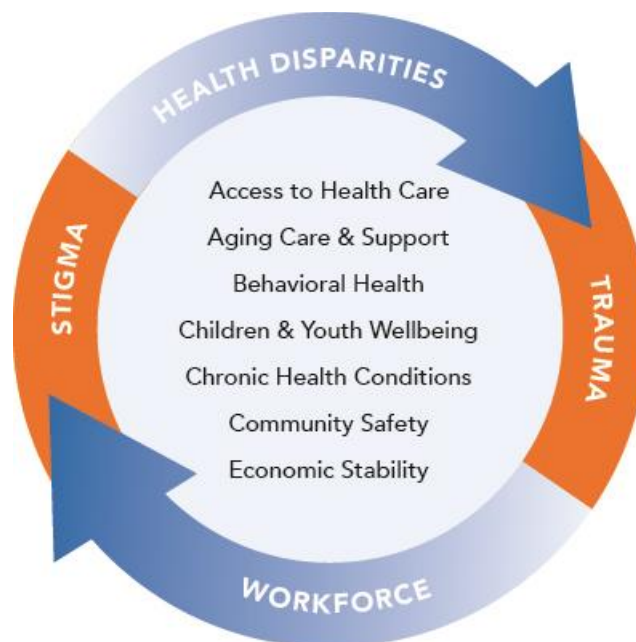 HEALTH DISPARITIES
Access to Health Care
Aging Care & Support
Behavioral Health
Children & Youth Wellbeing
Chronic Health Conditions
Community Safety
Economic Stability
STIGMA
TRAUMA
WORKFORCE